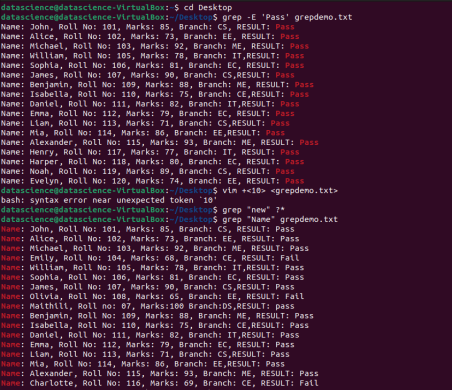 datascience@datascience-VirtualBox:~/Desktop$ cd Desktop
datascience@datascience-VirtualBox:~/Desktop$ grep -E 'Pass' grepdemo.txt
Name: John, Roll No: 101, Marks: 85, Branch: CS, RESULT: Pass
Name: Alice, Roll No: 102, Marks: 73, Branch: EE, RESULT: Pass
Name: Michael, Roll No: 103, Marks: 92, Branch: ME, RESULT: Pass
Name: William, Roll No: 105, Marks: 78, Branch: IT,RESULT: Pass
Name: Sophia, Roll No: 106, Marks: 81, Branch: EC, RESULT: Pass
Name: James, Roll No: 107, Marks: 90, Branch: CS,RESULT: Pass
Name: Benjamin, Roll No: 109, Marks: 88, Branch: ME, RESULT: Pass
Name: Isabella, Roll No: 110, Marks: 75, Branch: CE,RESULT: Pass
Name: Daniel, Roll No: 111, Marks: 82, Branch: IT,RESULT: Pass
Name: Emma, Roll No: 112, Marks: 79, Branch: EC, RESULT: Pass
Name: Liam, Roll No: 113, Marks: 71, Branch: CS,RESULT: Pass
Name: Mia, Roll No: 114, Marks: 86, Branch: EE,RESULT: Pass
Name: Alexander, Roll No: 115, Marks: 93, Branch: ME, RESULT: Pass
Name: Henry, Roll No: 117, Marks: 77, Branch: IT, RESULT: Pass
Name: Harper, Roll No: 118, Marks: 80, Branch: EC, RESULT: Pass
Name: Noah, Roll No: 119, Marks: 89, Branch: CS, RESULT: Pass
Name: Evelyn, Roll No: 120, Marks: 74, Branch: EE, RESULT: Pass
datascience@datascience-VirtualBox:~/Desktop$ vim +<10> <grepdemo.txt>
bash: syntax error near unexpected token `10'
datascience@datascience-VirtualBox:~/Desktop$ grep "new" ?*
datascience@datascience-VirtualBox:~/Desktop$ grep "Name" grepdemo.txt
Name: John, Roll No: 101, Marks: 85, Branch: CS, RESULT: Pass
Name: Alice, Roll No: 102, Marks: 73, Branch: EE, RESULT: Pass
Name: Michael, Roll No: 103, Marks: 92, Branch: ME, RESULT: Pass
Name: Emily, Roll No: 104, Marks: 68, Branch: CE, RESULT: Fail
Name: William, Roll No: 105, Marks: 78, Branch: IT,RESULT: Pass
Name: Sophia, Roll No: 106, Marks: 81, Branch: EC, RESULT: Pass
Name: James, Roll No: 107, Marks: 90, Branch: CS,RESULT: Pass
Name: Olivia, Roll No: 108, Marks: 65, Branch: EE, RESULT: Fail
Name: Maithili, Roll no: 07, Marks:100 Branch:DS,RESULT: pass
Name: Benjamin, Roll No: 109, Marks: 88, Branch: ME, RESULT: Pass
Name: Isabella, Roll No: 110, Marks: 75, Branch: CE,RESULT: Pass
Name: Daniel, Roll No: 111, Marks: 82, Branch: IT,RESULT: Pass
Name: Emma, Roll No: 112, Marks: 79, Branch: EC, RESULT: Pass
Name: Liam, Roll No: 113, Marks: 71, Branch: CS,RESULT: Pass
Name: Mia, Roll No: 114, Marks: 86, Branch: EE,RESULT: Pass
Name: Alexander, Roll No: 115, Marks: 93, Branch: ME, RESULT: Pass
Name: Charlotte, Roll No: 116, Marks: 69, Branch: CE, RESULT: Fail